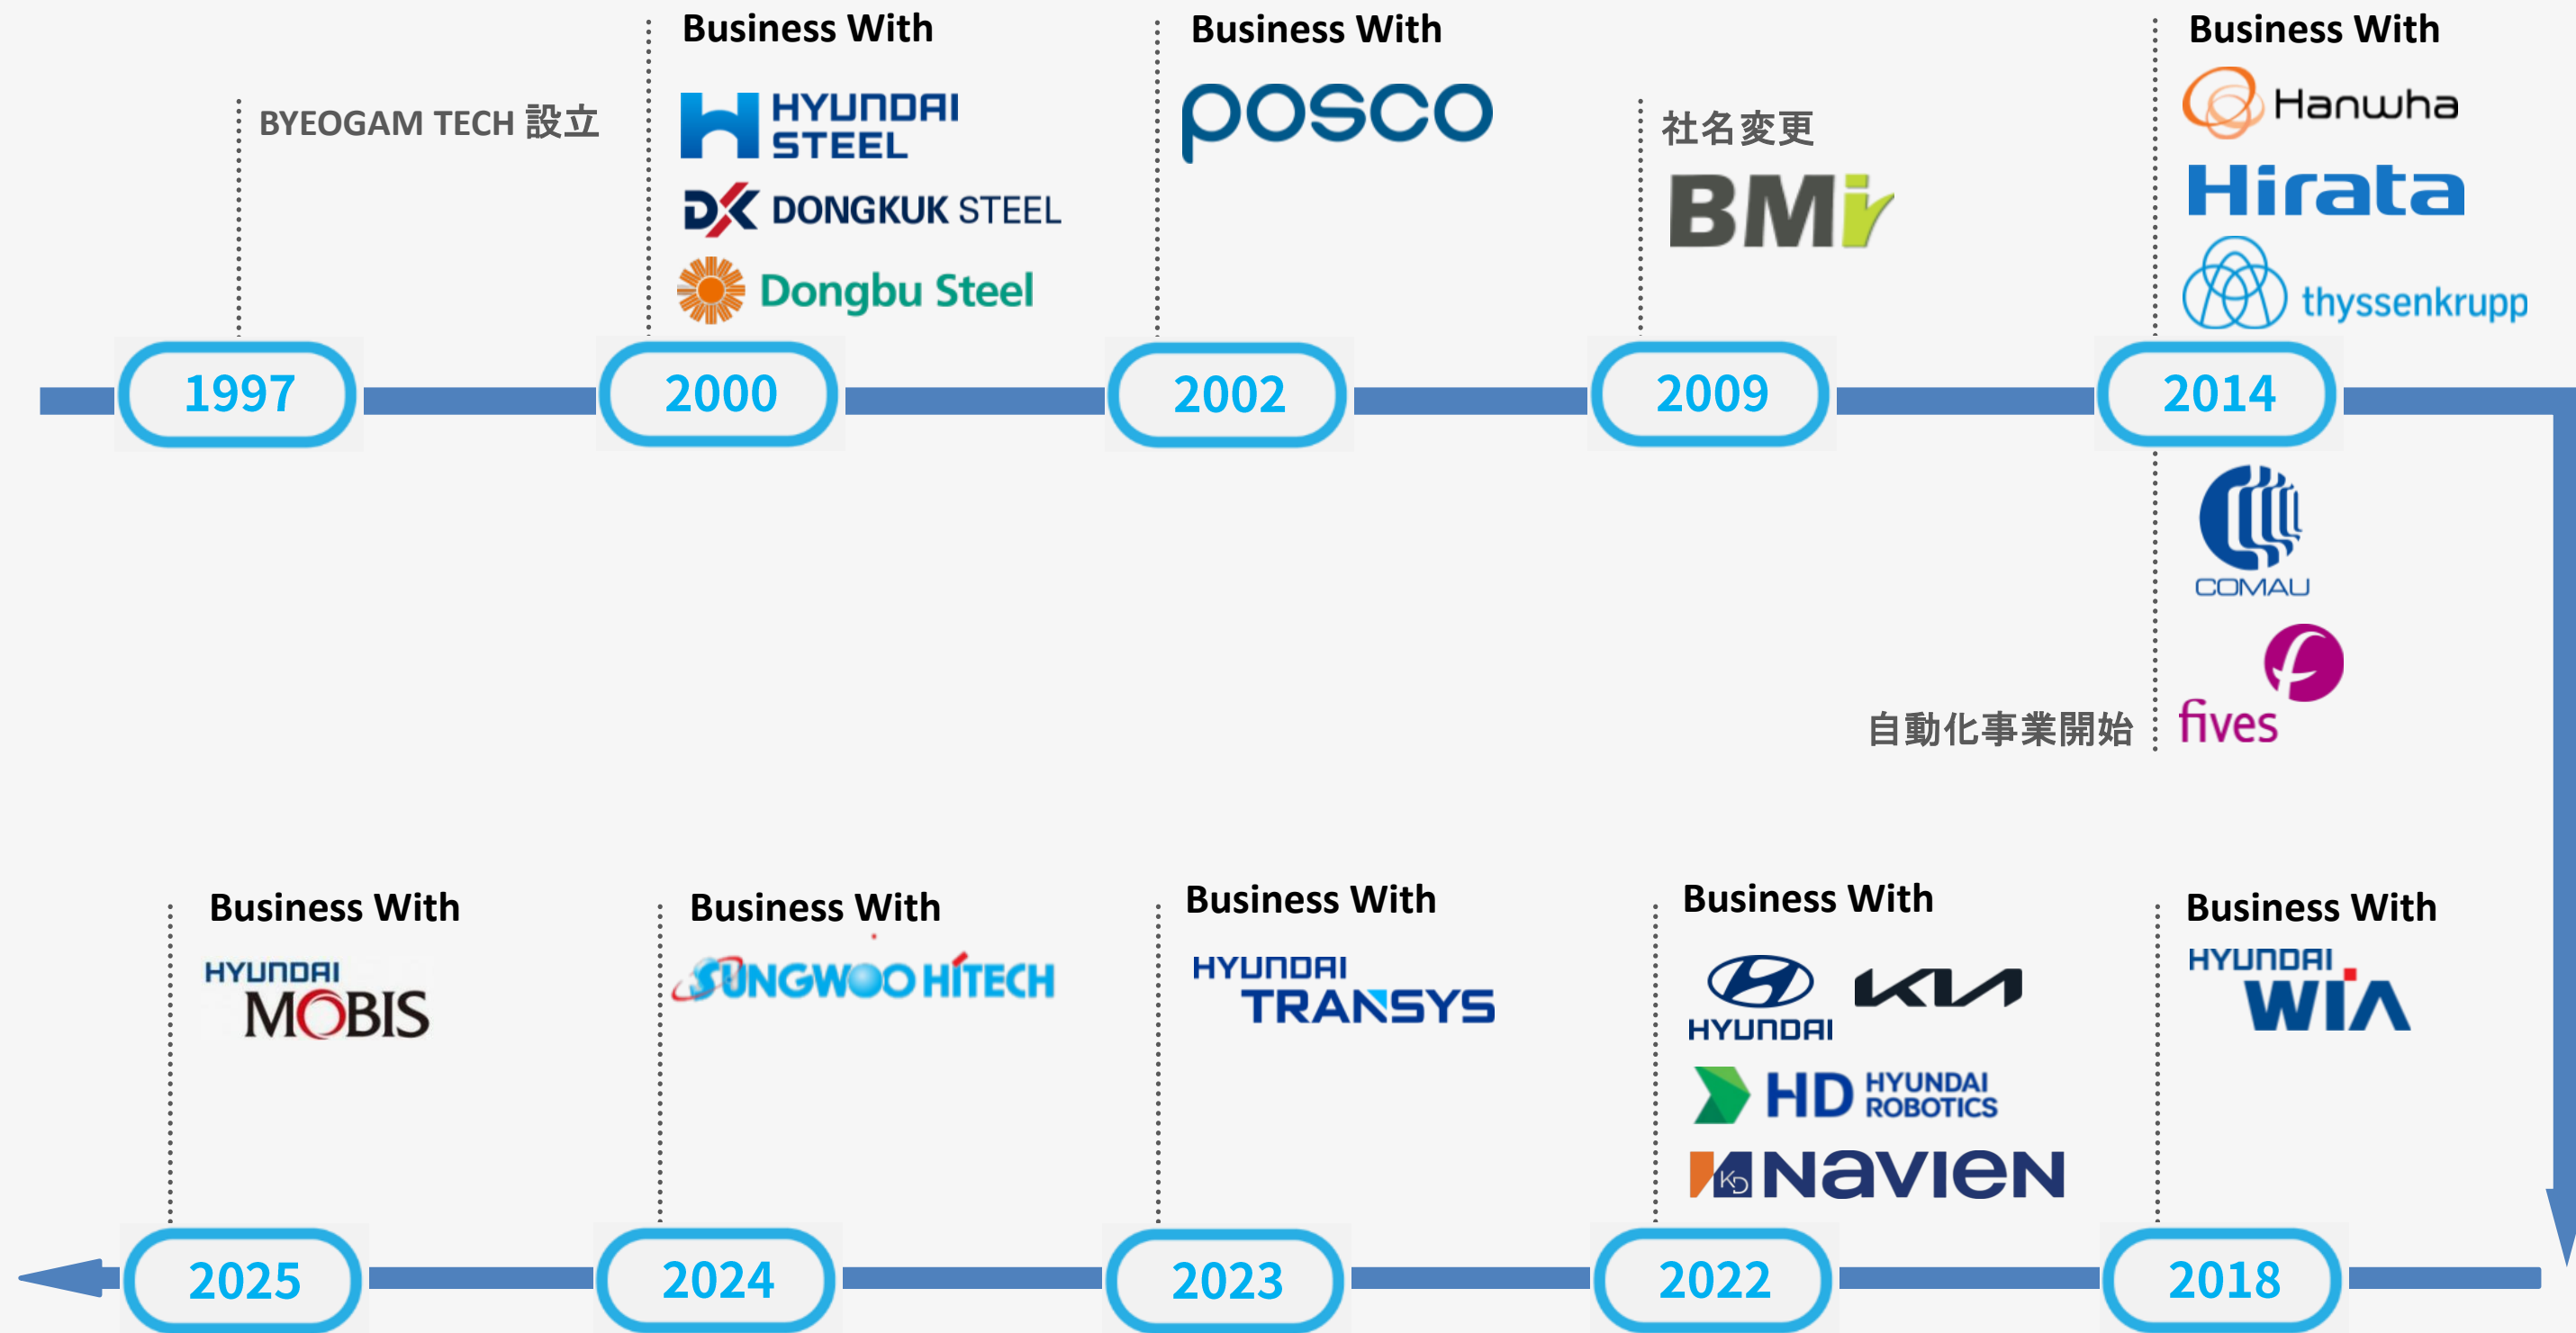 BYEOGAM TECH 設立
1997
Business With
HYUNDAI
STEEL
DK DONGKUK STEEL
Dongbu Steel
2000
Business With
posco
2002
社名変更
BMi
2009
Business With
Hanwha
Hirata
thyssenkrupp
2014
COMAU
fives
自動化事業開始
Business With
HYUNDAI
WIA
2018
Business With
HYUNDAI KIA
HD HYUNDAI
ROBOTICS
KD NAVIEN
2022
Business With
HYUNDAI
TRANSYS
2023
Business With
SUNGWOO HITECH
2024
Business With
HYUNDAI
MOBIS
2025